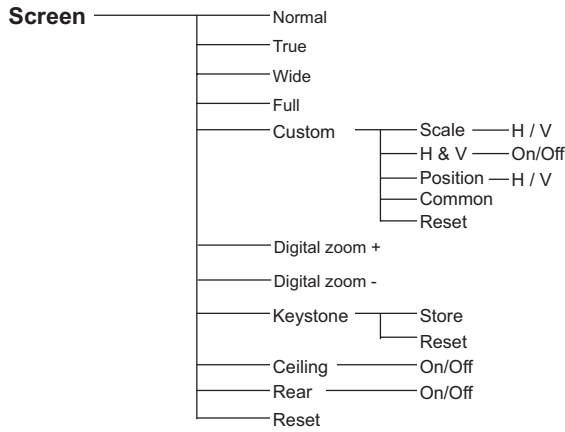 Screen Normal
True
Wide
Full
Custom Scale H / V
H & V On/Off
Position H / V
Common
Reset
Digital zoom +
Digital zoom -
Keystone Store
Reset
Ceiling On/Off
Rear On/Off
Reset